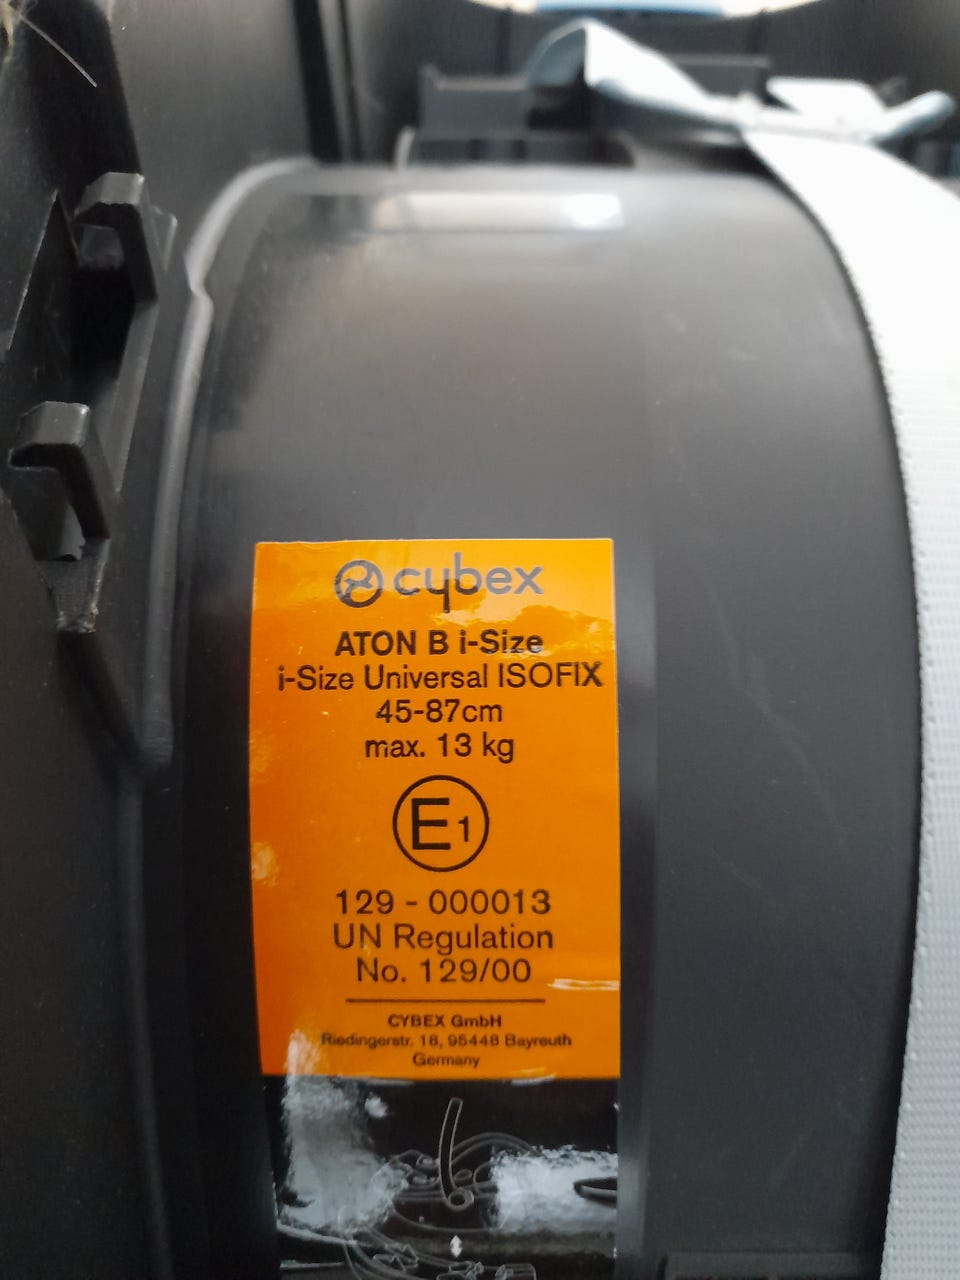 cybex
ATON B i-Size
i-Size Universal ISOFIX
45-87cm
max. 13 kg
E1
129 - 000013
UN Regulation
No. 129/00
CYBEX GmbH
Riedingerstr. 18, 95448 Bayreuth
Germany